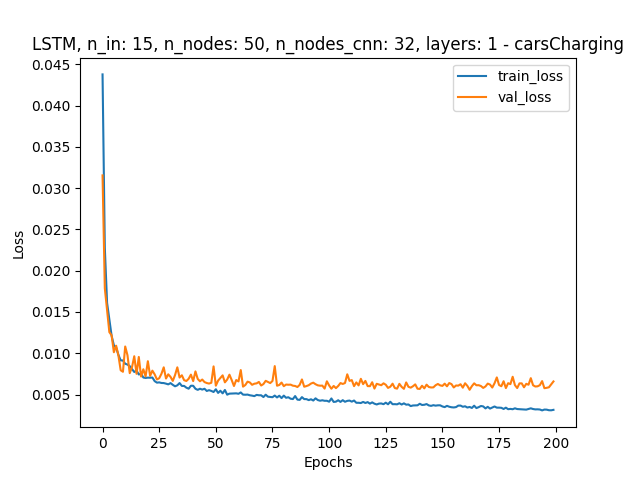 LSTM, n_in: 15, n_nodes: 50, n_nodes_cnn: 32, layers: 1 - carsCharging
train_loss
val_loss
0.045
0.040
0.035
0.030
0.025
0.020
0.015
0.010
0.005
Loss
0 25 50 75 100 125 150 175 200
Epochs